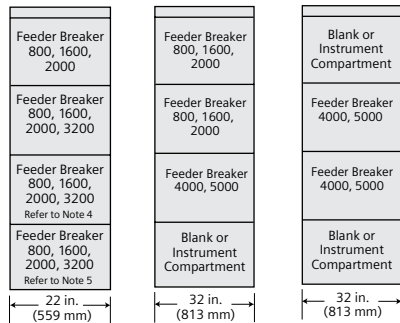 Feeder Breaker
800, 1600,
2000
Feeder Breaker
800, 1600,
2000, 3200
Feeder Breaker
800, 1600,
2000, 3200
Refer to Note 4
Feeder Breaker
800, 1600,
2000, 3200
Refer to Note 5
22 in.
(559 mm)
Feeder Breaker
800, 1600,
2000
Feeder Breaker
800, 1600,
2000
Feeder Breaker
4000, 5000
Blank or
Instrument
Compartment
32 in.
(813 mm)
Blank or
Instrument
Compartment
Feeder Breaker
4000, 5000
Feeder Breaker
4000, 5000
Blank or
Instrument
Compartment
32 in.
(813 mm)